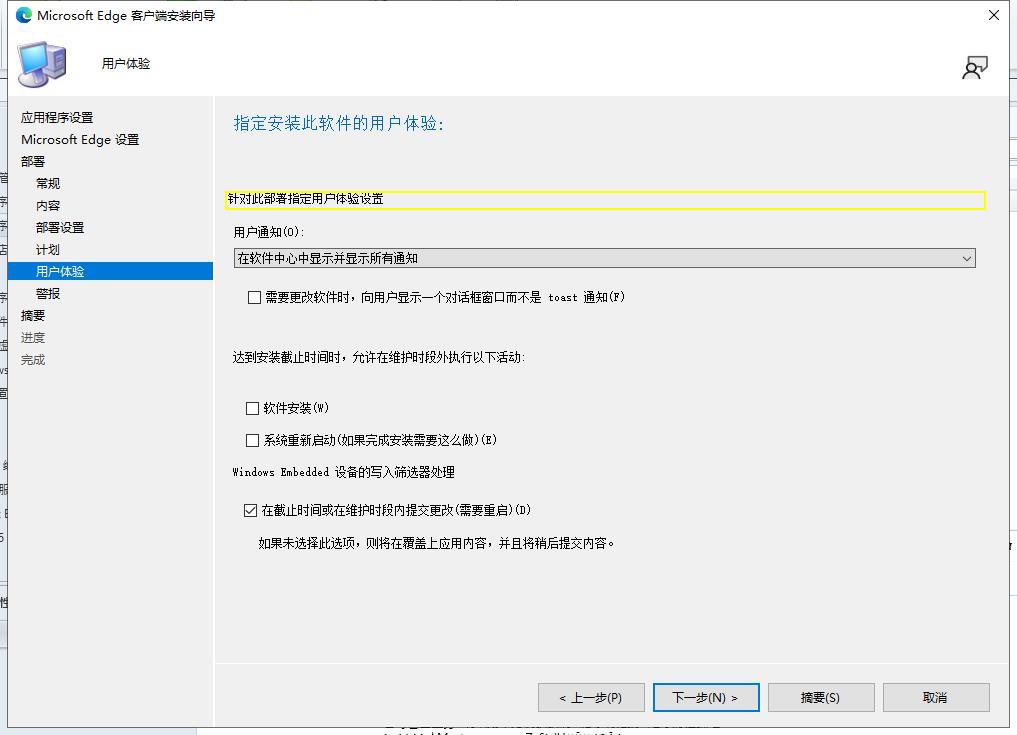 Microsoft Edge 客户端安装向导
用户体验
应用程序设置
Microsoft Edge 设置
部署
常规
内容
部署设置
计划
用户体验
警报
摘要
进度
完成
指定安装此软件的用户体验:
针对此部署指定用户体验设置
用户通知(O):
在软件中心中显示并显示所有通知
需要更改软件时，向用户显示一个对话框窗口而不是 toast 通知(F)
达到安装截止时间时，允许在维护时段外执行以下活动:
软件安装(W)
系统重新启动(如果完成安装需要这么做)(E)
Windows Embedded 设备的写入筛选器处理
在截止时间或在维护时段内提交更改(需要重启)(D)
如果未选择此选项，则将在覆盖上应用内容，并且将稍后提交内容。
< 上一步(P)
下一步(N) >
摘要(S)
取消